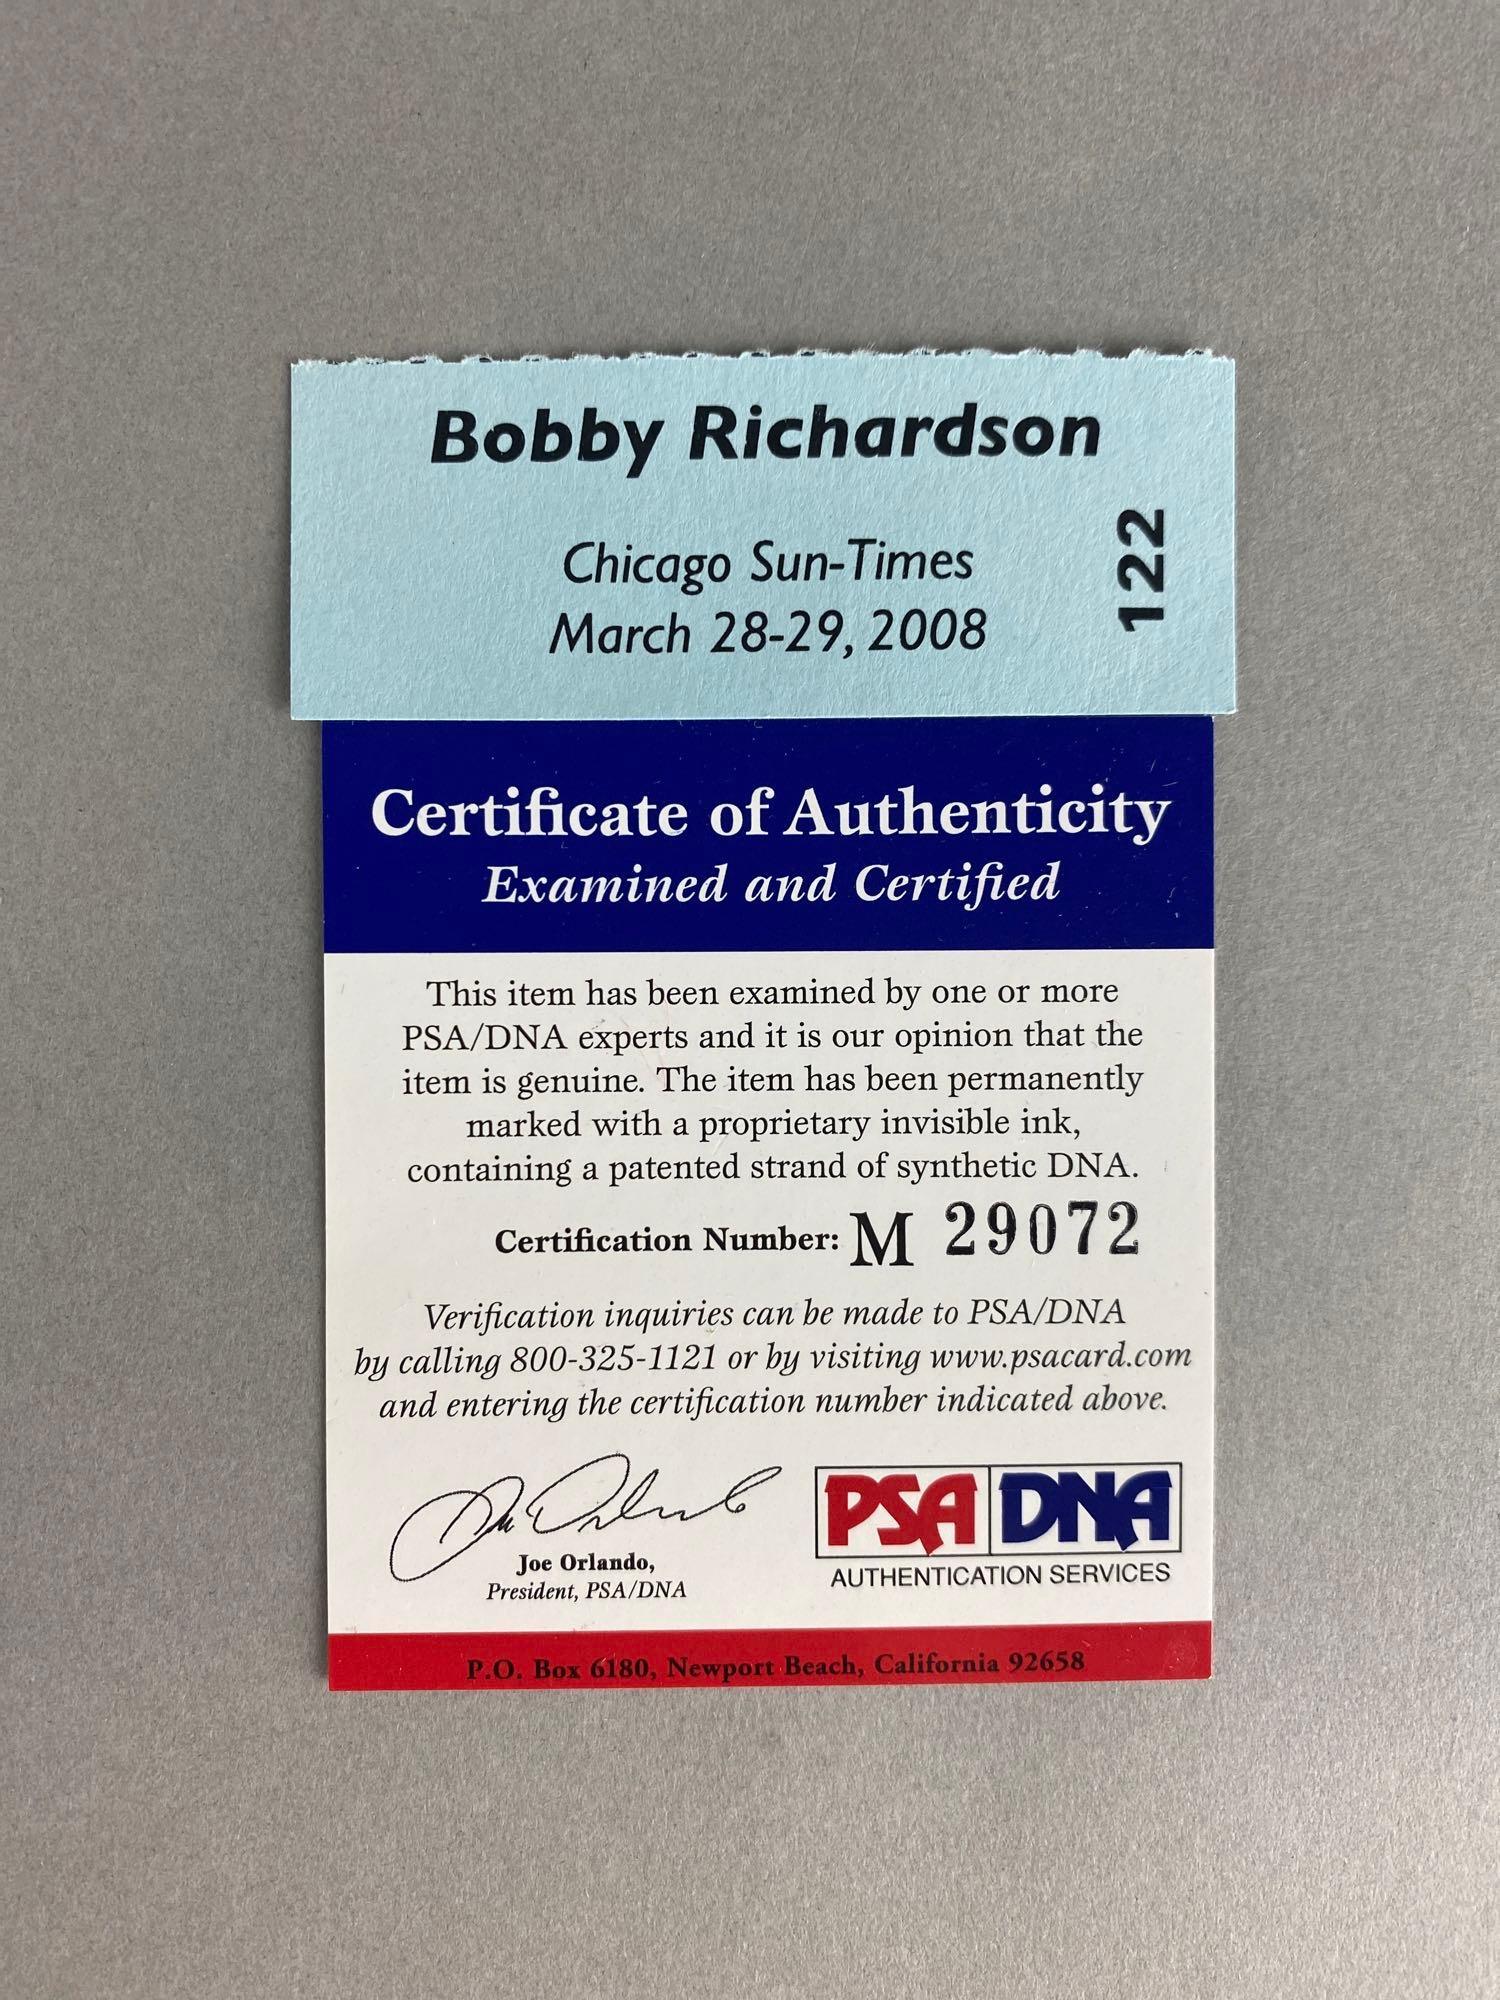 Bobby Richardson
Chicago Sun-Times
March 28-29, 2008
122
Certificate of Authenticity
Examined and Certified
This item has been examined by one or more
PSA/DNA experts and it is our opinion that the
item is genuine. The item has been permanently
marked with a proprietary invisible ink,
containing a patented strand of synthetic DNA.
Certification Number: M 29072
Verification inquiries can be made to PSA/DNA
by calling 800-325-1121 or by visiting www.psacard.com
and entering the certification number indicated above.
Joe Orlando,
President, PSA/DNA
PSA DNA
AUTHENTICATION SERVICES
P.O. Box 6180, Newport Beach, California 92658